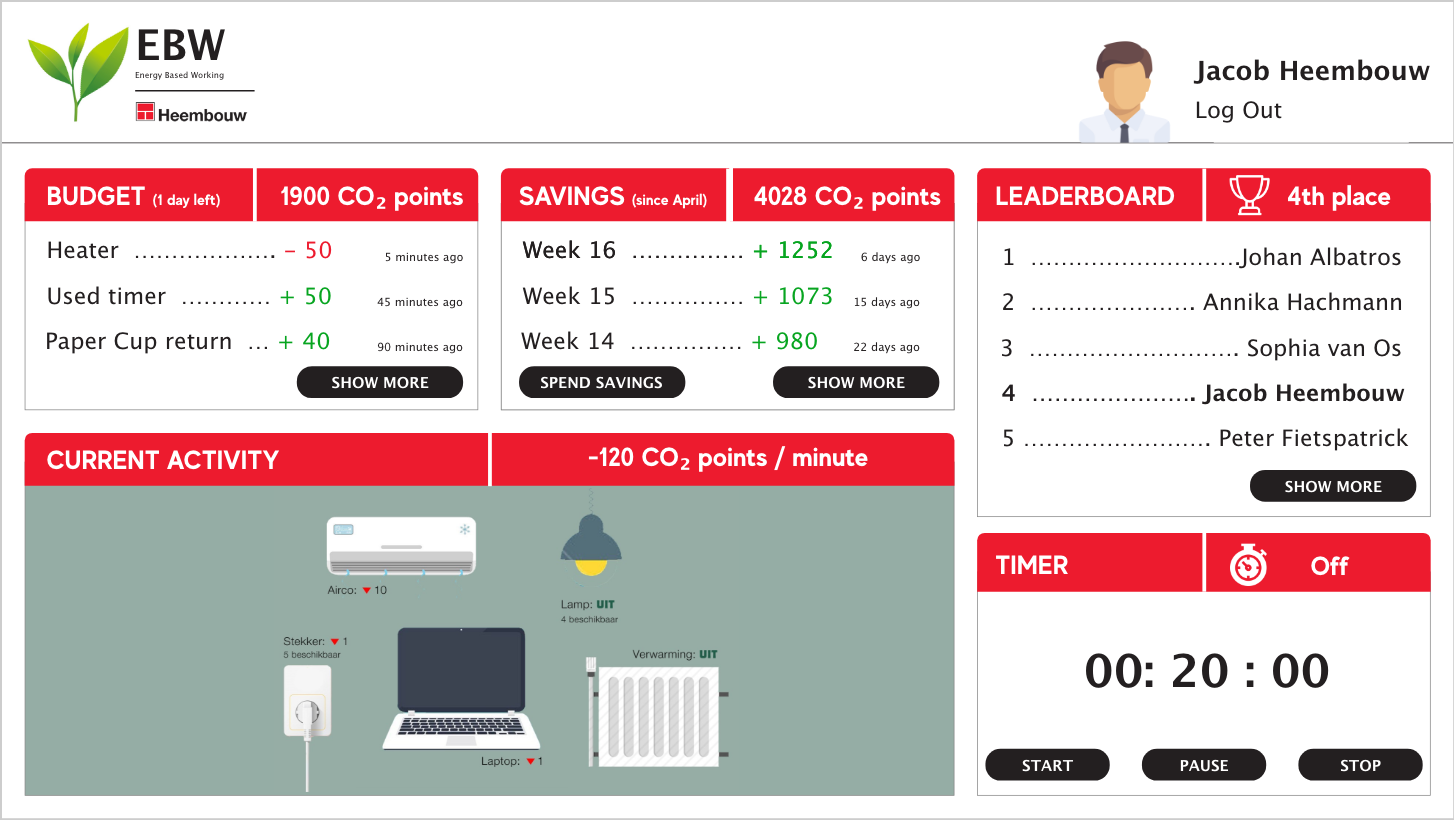 EBW
Energy Based Working
Heembouw
Jacob Heembouw
Log Out
BUDGET (1 day left) 1900 CO₂ points
Heater ................... – 50 5 minutes ago
Used timer ............ + 50 45 minutes ago
Paper Cup return ... + 40 90 minutes ago
SHOW MORE
SAVINGS (since April) 4028 CO₂ points
Week 16 ............... + 1252 6 days ago
Week 15 ............... + 1073 15 days ago
Week 14 ............... + 980 22 days ago
SPEND SAVINGS SHOW MORE
LEADERBOARD 4th place
1 ............................Johan Albatros
2 ...................... Annika Hachmann
3 ............................ Sophia van Os
4 ...................... Jacob Heembouw
5 ......................... Peter Fietspatrick
SHOW MORE
CURRENT ACTIVITY -120 CO₂ points / minute
Airco: ▼ 10
Lamp: UIT
4 beschikbaar
Stekker: ▼ 1
5 beschikbaar
Verwarming: UIT
Laptop: ▼ 1
TIMER Off
00: 20 : 00
START PAUSE STOP